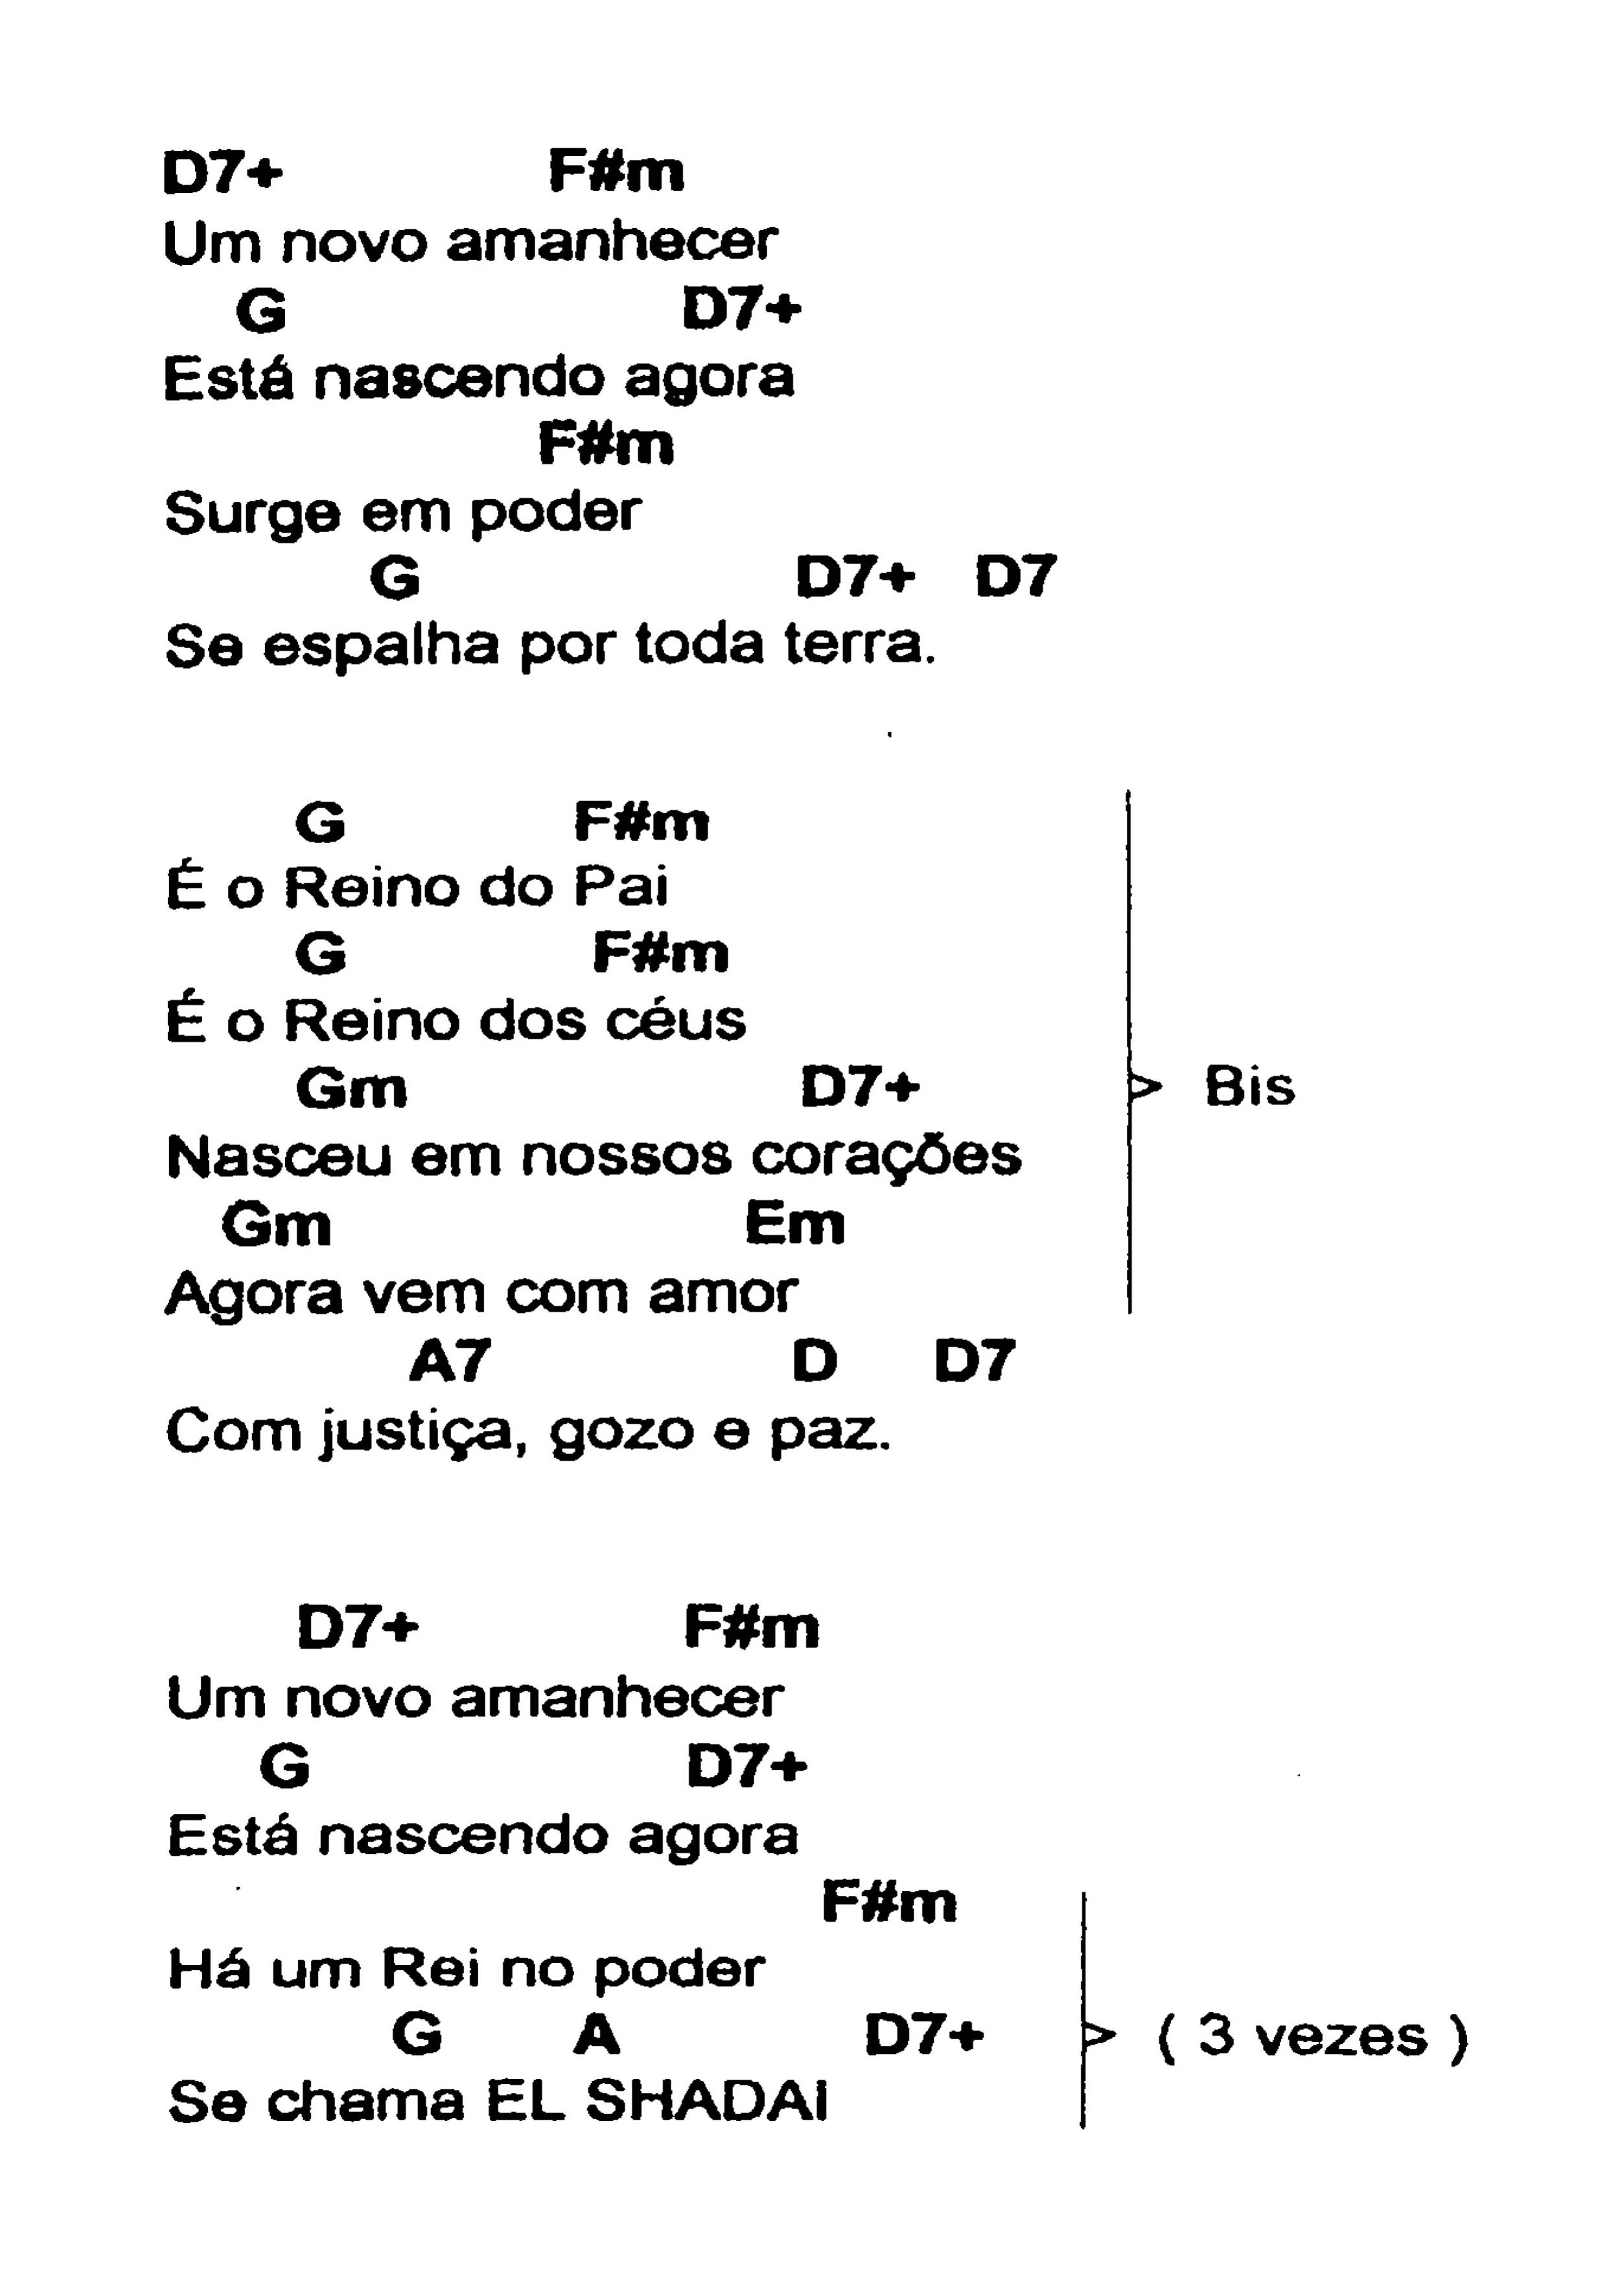 D7+ F#m
Um novo amanhecer
G D7+
Está nascendo agora
F#m
Surge em poder
G D7+ D7
Se espalha por toda terra.
G F#m
É o Reino do Pai
G F#m
É o Reino dos céus
Gm D7+
Nasceu em nossos corações
Gm Em
Agora vem com amor
A7 D D7
Com justiça, gozo e paz.
Bis
D7+ F#m
Um novo amanhecer
G D7+
Está nascendo agora
F#m
Há um Rei no poder
G A D7+
Se chama EL SHADAI
( 3 vezes )